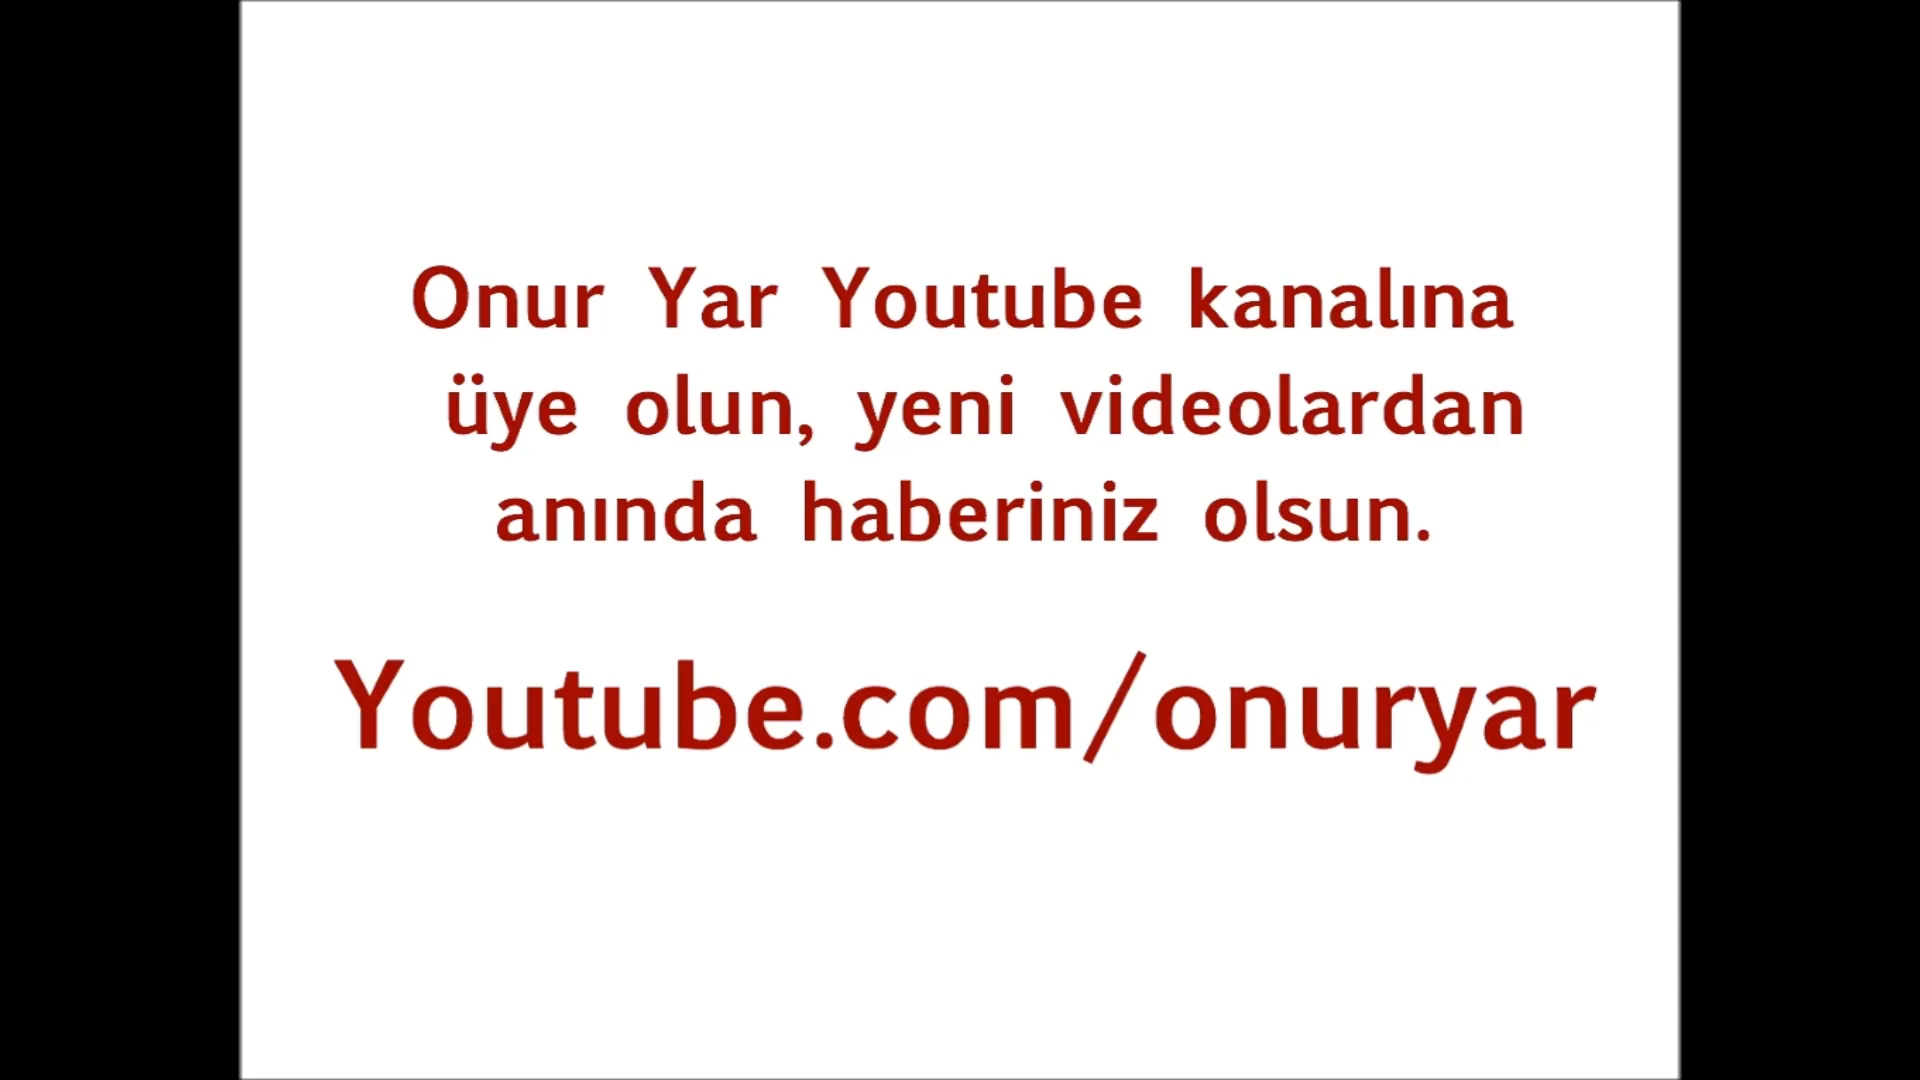 Onur Yar Youtube kanalına
üye olun, yeni videolardan
anında haberiniz olsun.
Youtube.com/onuryar